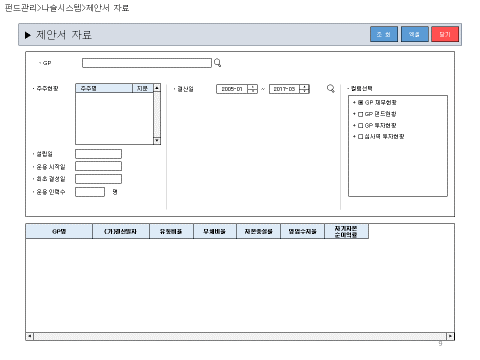 펀드관리>나슬시스템>제안서 자료
▶ 제안서 자료
조 회 엑셀 닫기
· GP
· 주주현황 주주명 지분 · 결산일 2005-01 ~ 2017-03 · 컬럼선택
GP 재무현황
GP 펀드현황
GP 투자현황
심사역 투자현황
· 설립일
· 운용 시작일
· 최초 결성일
· 운용 인력수 명
GP명 (가)결산일자 유동비율 부채비율 자본총설률 영업수지율 자기자본 순이익률
9